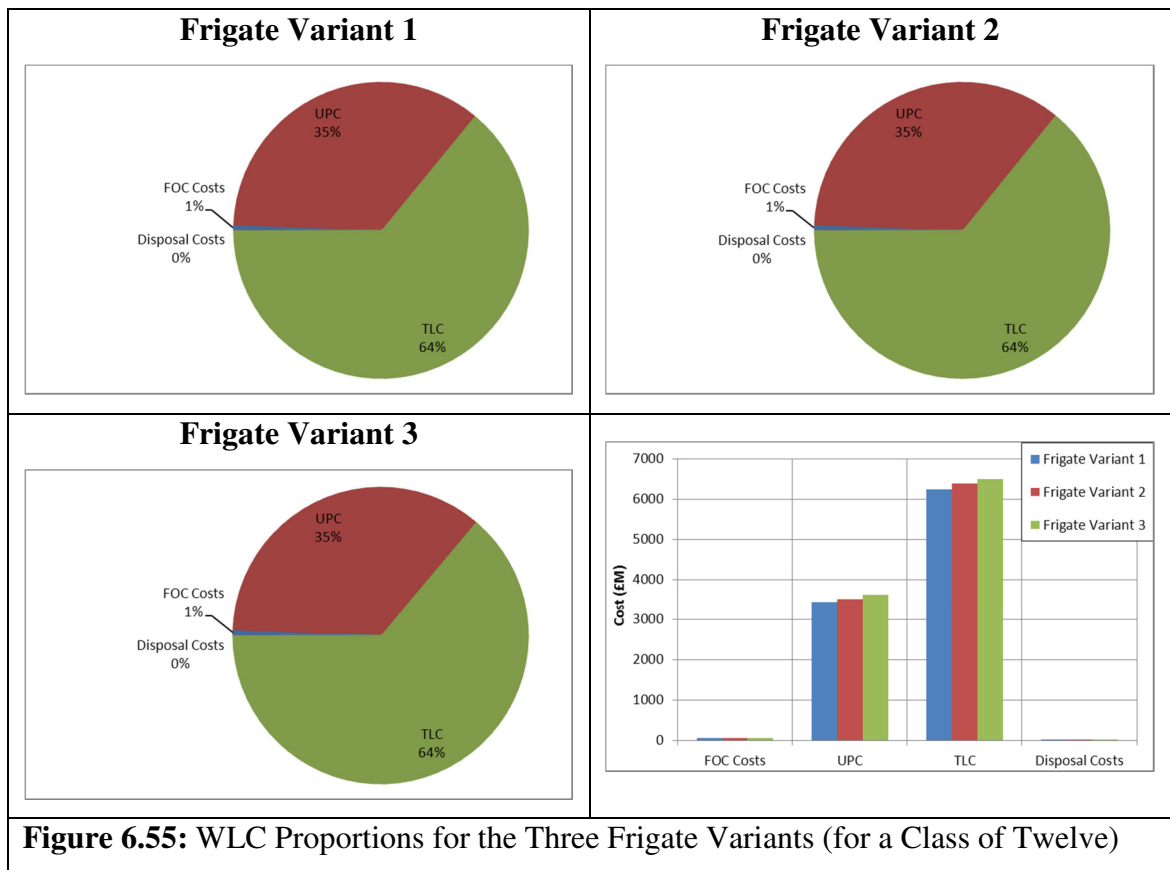 Frigate Variant 1
UPC
35%
FOC Costs
1%
Disposal Costs
0%
TLC
64%
Frigate Variant 2
UPC
35%
FOC Costs
1%
Disposal Costs
0%
TLC
64%
Frigate Variant 3
UPC
35%
FOC Costs
1%
Disposal Costs
0%
TLC
64%
Cost (£M)
7000
6000
5000
4000
3000
2000
1000
0
FOC Costs
UPC
TLC
Disposal Costs
Frigate Variant 1
Frigate Variant 2
Frigate Variant 3
Figure 6.55: WLC Proportions for the Three Frigate Variants (for a Class of Twelve)